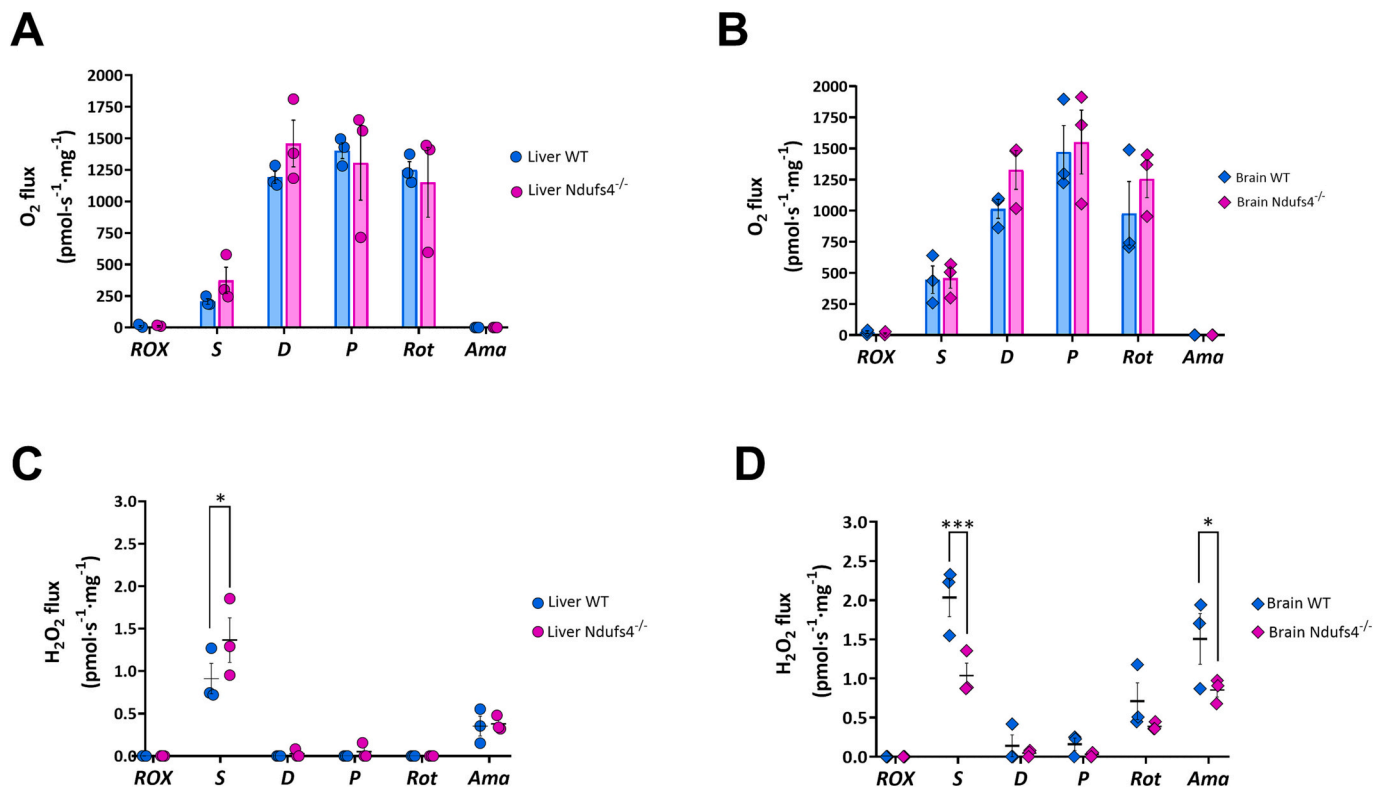 A
O₂ flux
(pmol·s⁻¹·mg⁻¹)
2000
1750
1500
1250
1000
750
500
250
0
ROX S D P Rot Ama
Liver WT
Liver Ndufs4⁻/⁻
B
O₂ flux
(pmol·s⁻¹·mg⁻¹)
2000
1750
1500
1250
1000
750
500
250
0
ROX S D P Rot Ama
Brain WT
Brain Ndufs4⁻/⁻
C
H₂O₂ flux
(pmol·s⁻¹·mg⁻¹)
3.0
2.5
2.0
1.5
1.0
0.5
0.0
*
ROX S D P Rot Ama
Liver WT
Liver Ndufs4⁻/⁻
D
H₂O₂ flux
(pmol·s⁻¹·mg⁻¹)
3.0
2.5
2.0
1.5
1.0
0.5
0.0
*** *
ROX S D P Rot Ama
Brain WT
Brain Ndufs4⁻/⁻